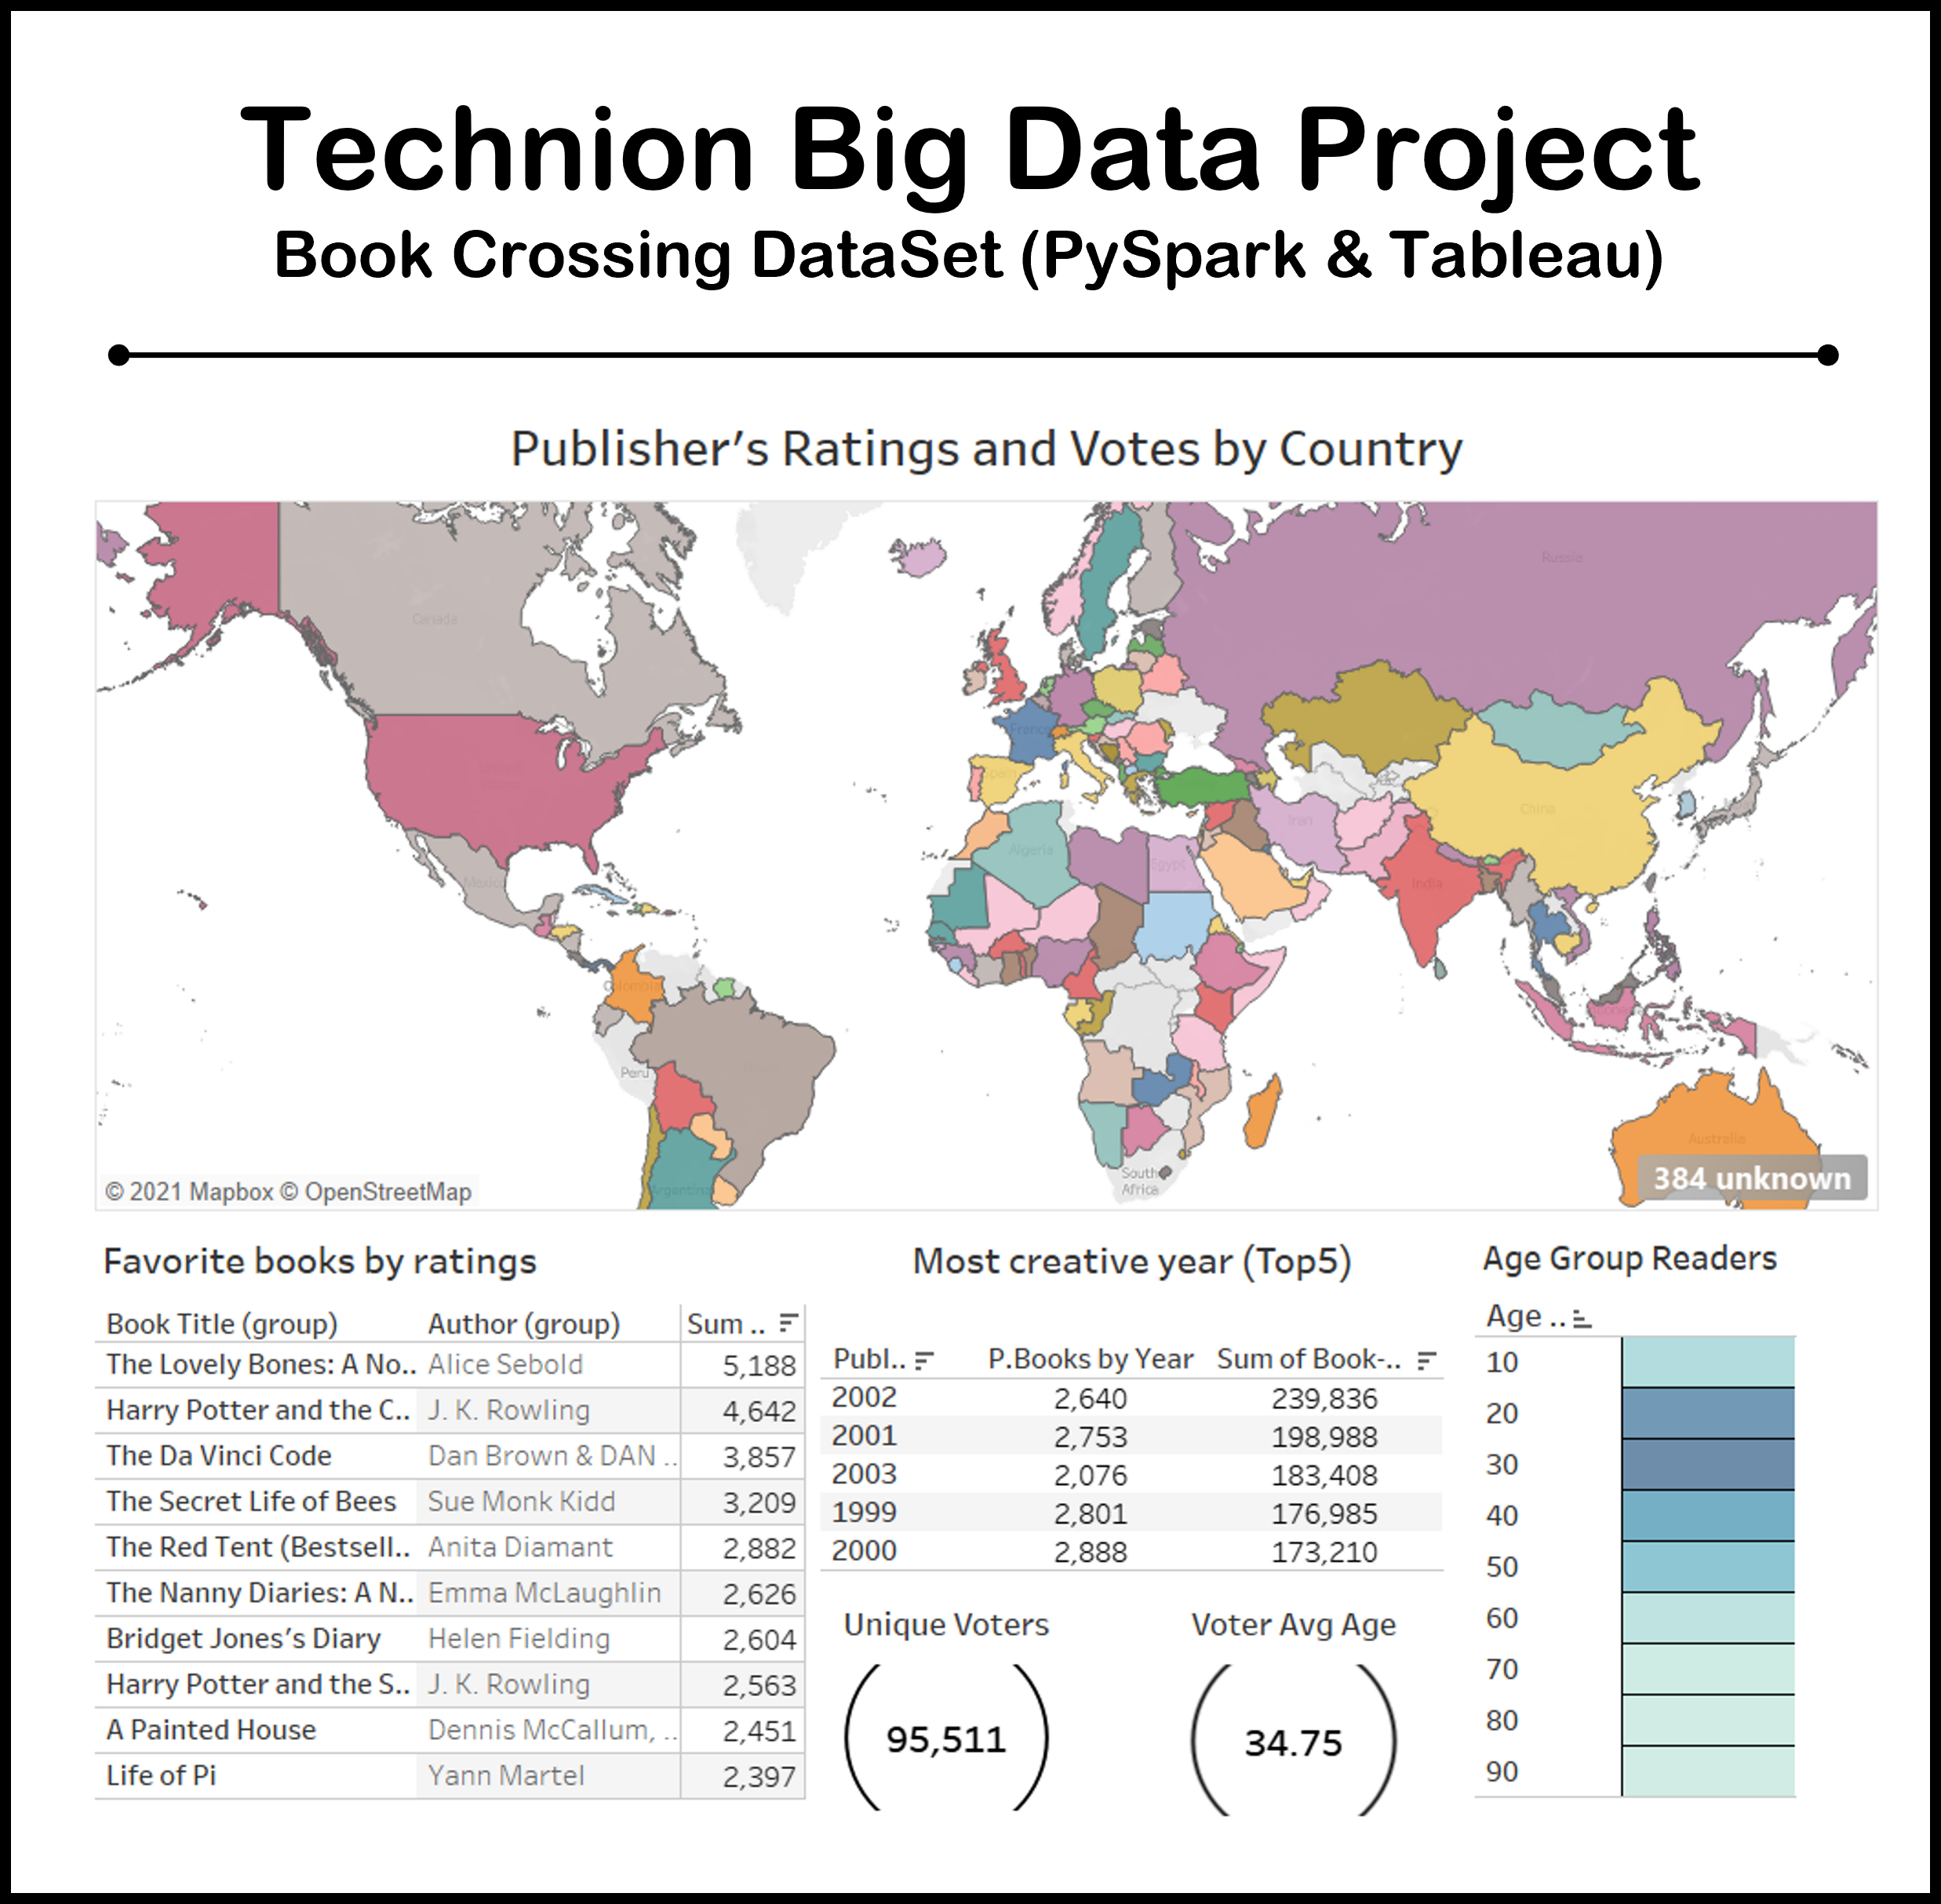 Technion Big Data Project
Book Crossing DataSet (PySpark & Tableau)
Publisher's Ratings and Votes by Country
Russia
Canada
France
Spain
China
Iran
Algeria
Egypt
Mexico
India
Colombia
Peru
Australia
South
Africa
Argentina
384 unknown
© 2021 Mapbox © OpenStreetMap
Favorite books by ratings
Book Title (group) Author (group) Sum ..
The Lovely Bones: A No.. Alice Sebold 5,188
Harry Potter and the C.. J. K. Rowling 4,642
The Da Vinci Code Dan Brown & DAN .. 3,857
The Secret Life of Bees Sue Monk Kidd 3,209
The Red Tent (Bestsell.. Anita Diamant 2,882
The Nanny Diaries: A N.. Emma McLaughlin 2,626
Bridget Jones's Diary Helen Fielding 2,604
Harry Potter and the S.. J. K. Rowling 2,563
A Painted House Dennis McCallum, .. 2,451
Life of Pi Yann Martel 2,397
Most creative year (Top5)
Publ.. P.Books by Year Sum of Book-..
2002 2,640 239,836
2001 2,753 198,988
2003 2,076 183,408
1999 2,801 176,985
2000 2,888 173,210
Unique Voters
95,511
Voter Avg Age
34.75
Age Group Readers
Age ..
10
20
30
40
50
60
70
80
90